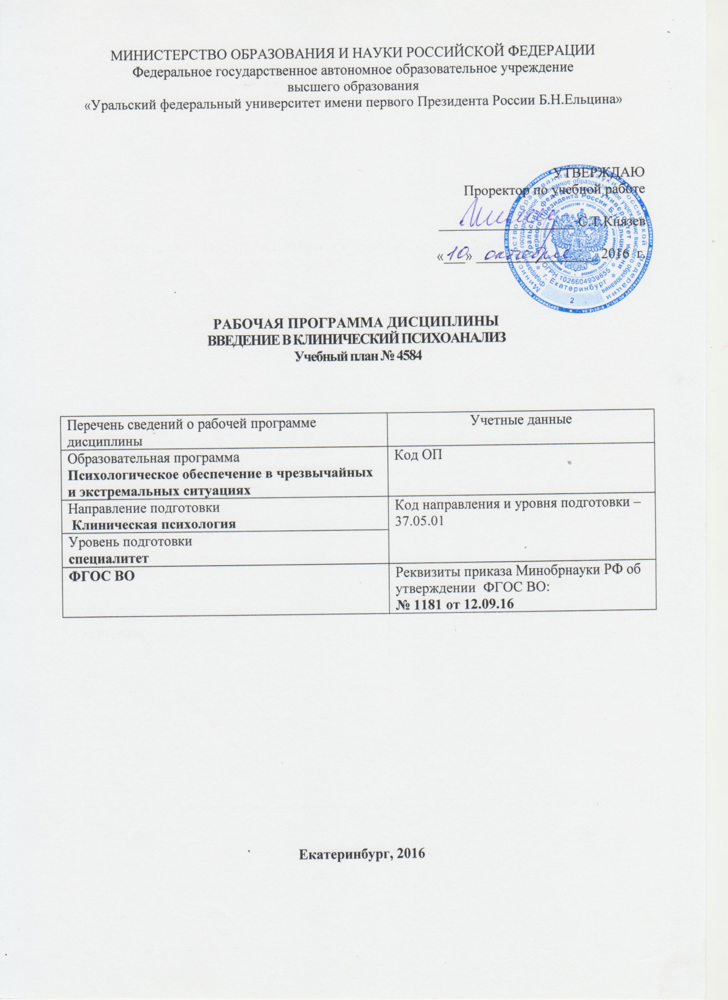 МИНИСТЕРСТВО ОБРАЗОВАНИЯ И НАУКИ РОССИЙСКОЙ ФЕДЕРАЦИИ
Федеральное государственное автономное образовательное учреждение
высшего образования
«Уральский федеральный университет имени первого Президента России Б.Н.Ельцина»
УТВЕРЖДАЮ
Проректор по учебной работе
С.Т.Князев
«10» октября 2016 г.
ОГРН 1026604939855
г. Екатеринбург
2
РАБОЧАЯ ПРОГРАММА ДИСЦИПЛИНЫ
ВВЕДЕНИЕ В КЛИНИЧЕСКИЙ ПСИХОАНАЛИЗ
Учебный план № 4584
Перечень сведений о рабочей программе
дисциплины
Учетные данные
Образовательная программа
Психологическое обеспечение в чрезвычайных
и экстремальных ситуациях
Код ОП
Направление подготовки
Клиническая психология
Код направления и уровня подготовки –
37.05.01
Уровень подготовки
специалитет
ФГОС ВО
Реквизиты приказа Минобрнауки РФ об
утверждении ФГОС ВО:
№ 1181 от 12.09.16
Екатеринбург, 2016